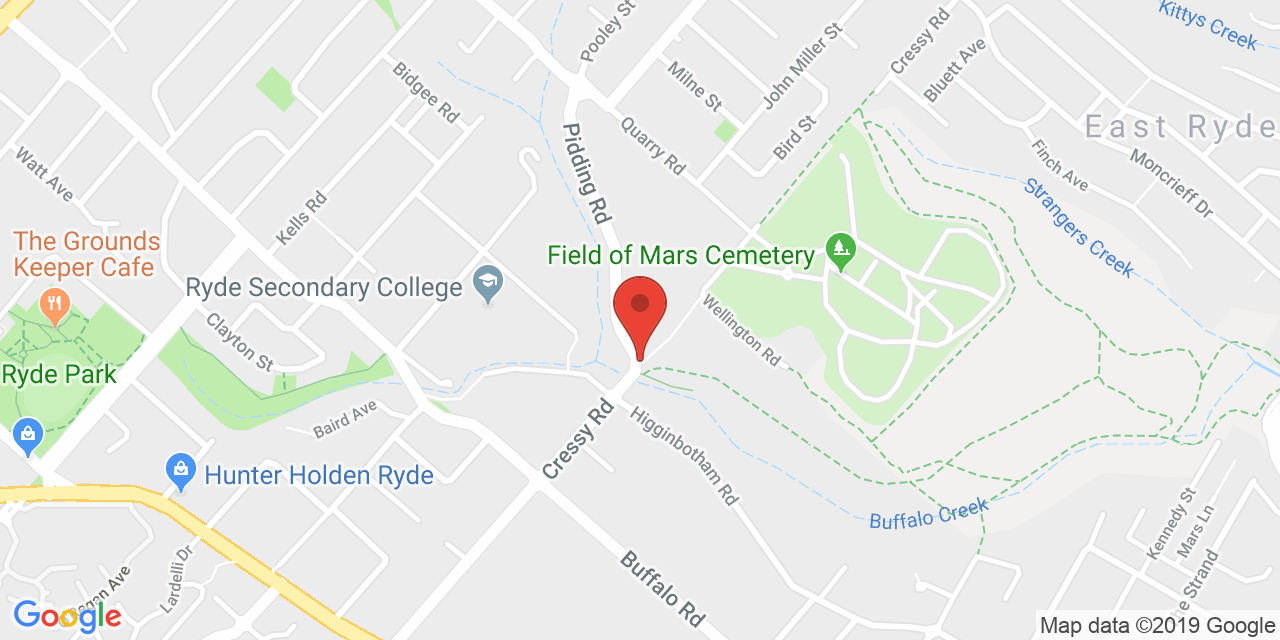 Kittys Creek
Pooley St
Cressy Rd
John Miller St
Bluett Ave
Bidgee Rd
Milne St
East Ryde
Pidding Rd
Quarry Rd
Bird St
Finch Ave
Moncrieff Dr
Watt Ave
Kells Rd
Strangers Creek
The Grounds
Keeper Cafe
Field of Mars Cemetery
Ryde Secondary College
Clayton St
Wellington Rd
Ryde Park
Baird Ave
Cressy Rd
Higginbotham Rd
Hunter Holden Ryde
Buffalo Creek
Kennedy St
Mars Ln
The Strand
Lardelli Dr
Buffalo Rd
Google
Map data ©2019 Google